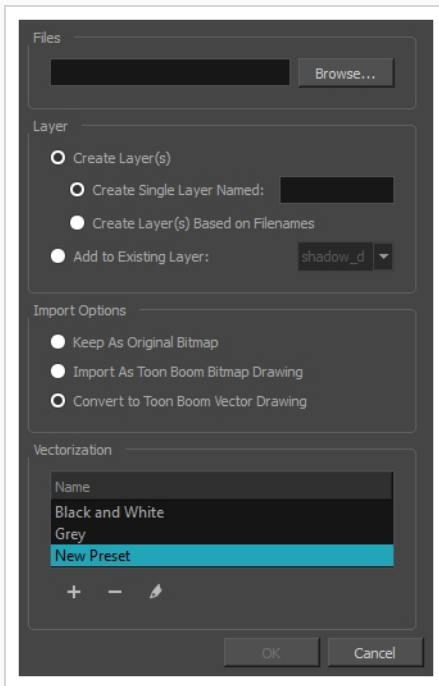 Files
Browse...
Layer
Create Layer(s)
Create Single Layer Named:
Create Layer(s) Based on Filenames
Add to Existing Layer: shadow_d
Import Options
Keep As Original Bitmap
Import As Toon Boom Bitmap Drawing
Convert to Toon Boom Vector Drawing
Vectorization
Name
Black and White
Grey
New Preset
OK Cancel